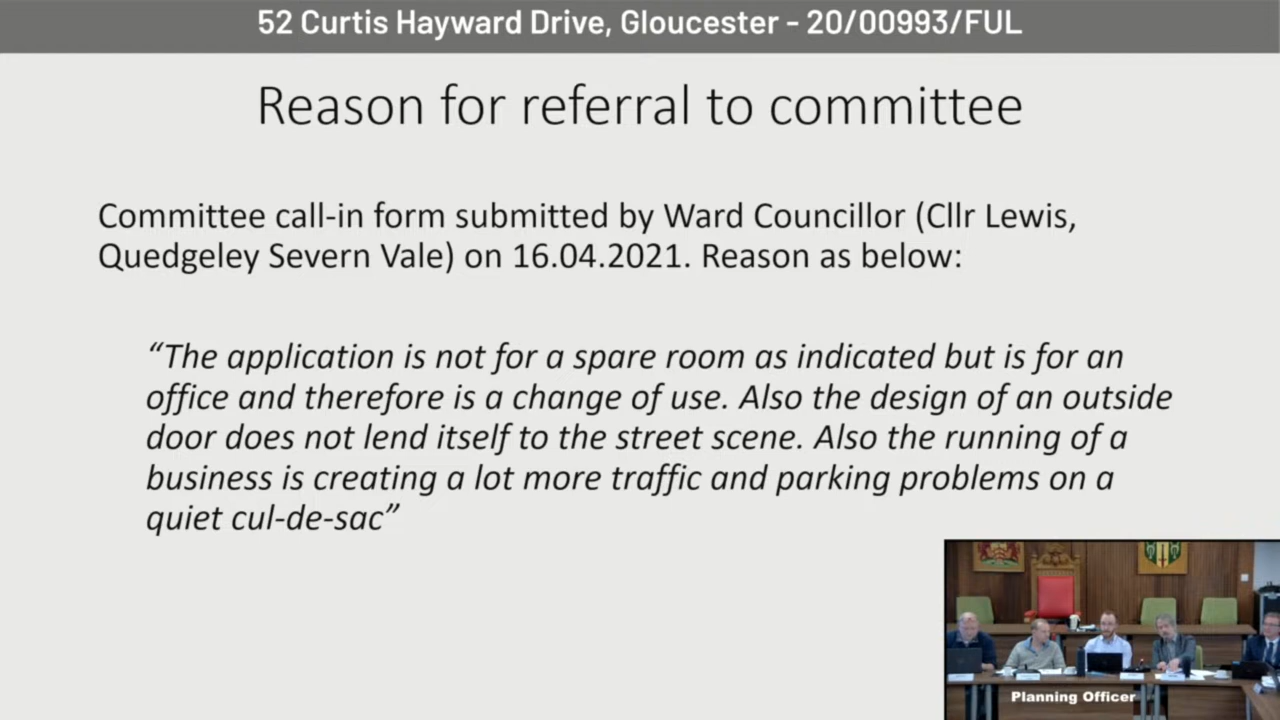 52 Curtis Hayward Drive, Gloucester - 20/00993/FUL
Reason for referral to committee
Committee call-in form submitted by Ward Councillor (Cllr Lewis,
Quedgeley Severn Vale) on 16.04.2021. Reason as below:
“The application is not for a spare room as indicated but is for an
office and therefore is a change of use. Also the design of an outside
door does not lend itself to the street scene. Also the running of a
business is creating a lot more traffic and parking problems on a
quiet cul-de-sac”
Planning Officer